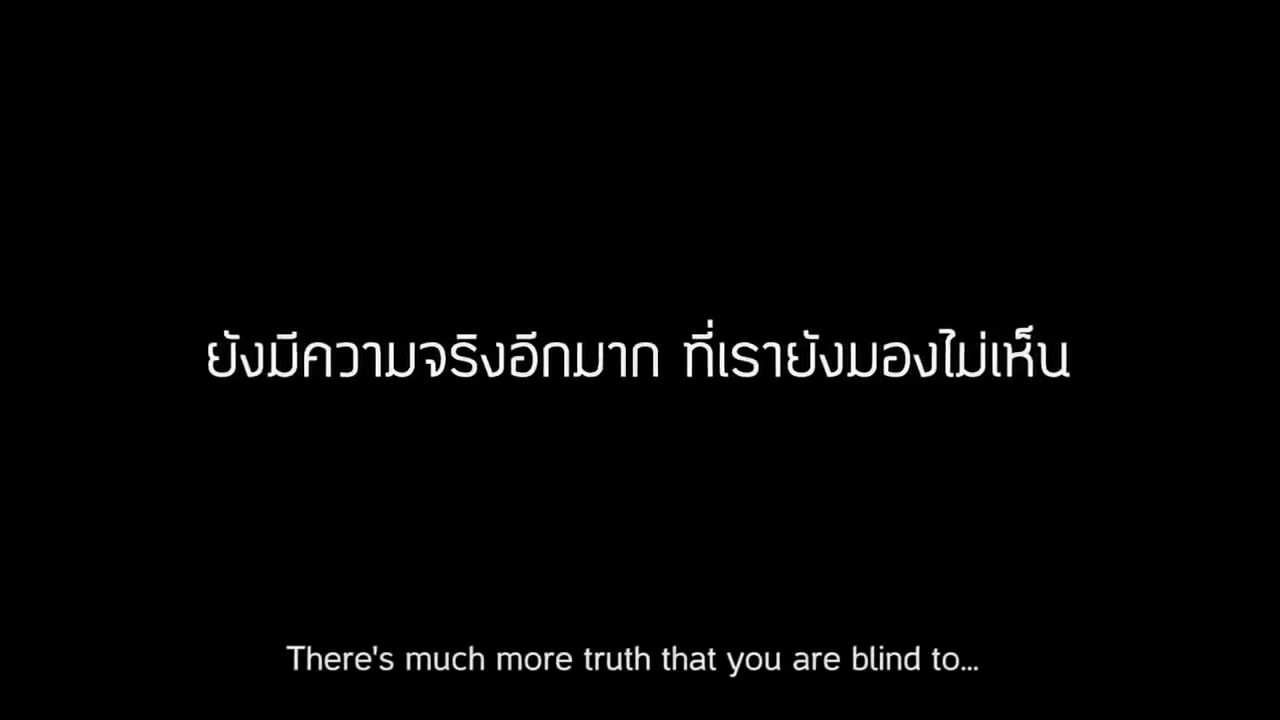 ยังมีความจริงอีกมาก ที่เรายังมองไม่เห็น
There's much more truth that you are blind to...